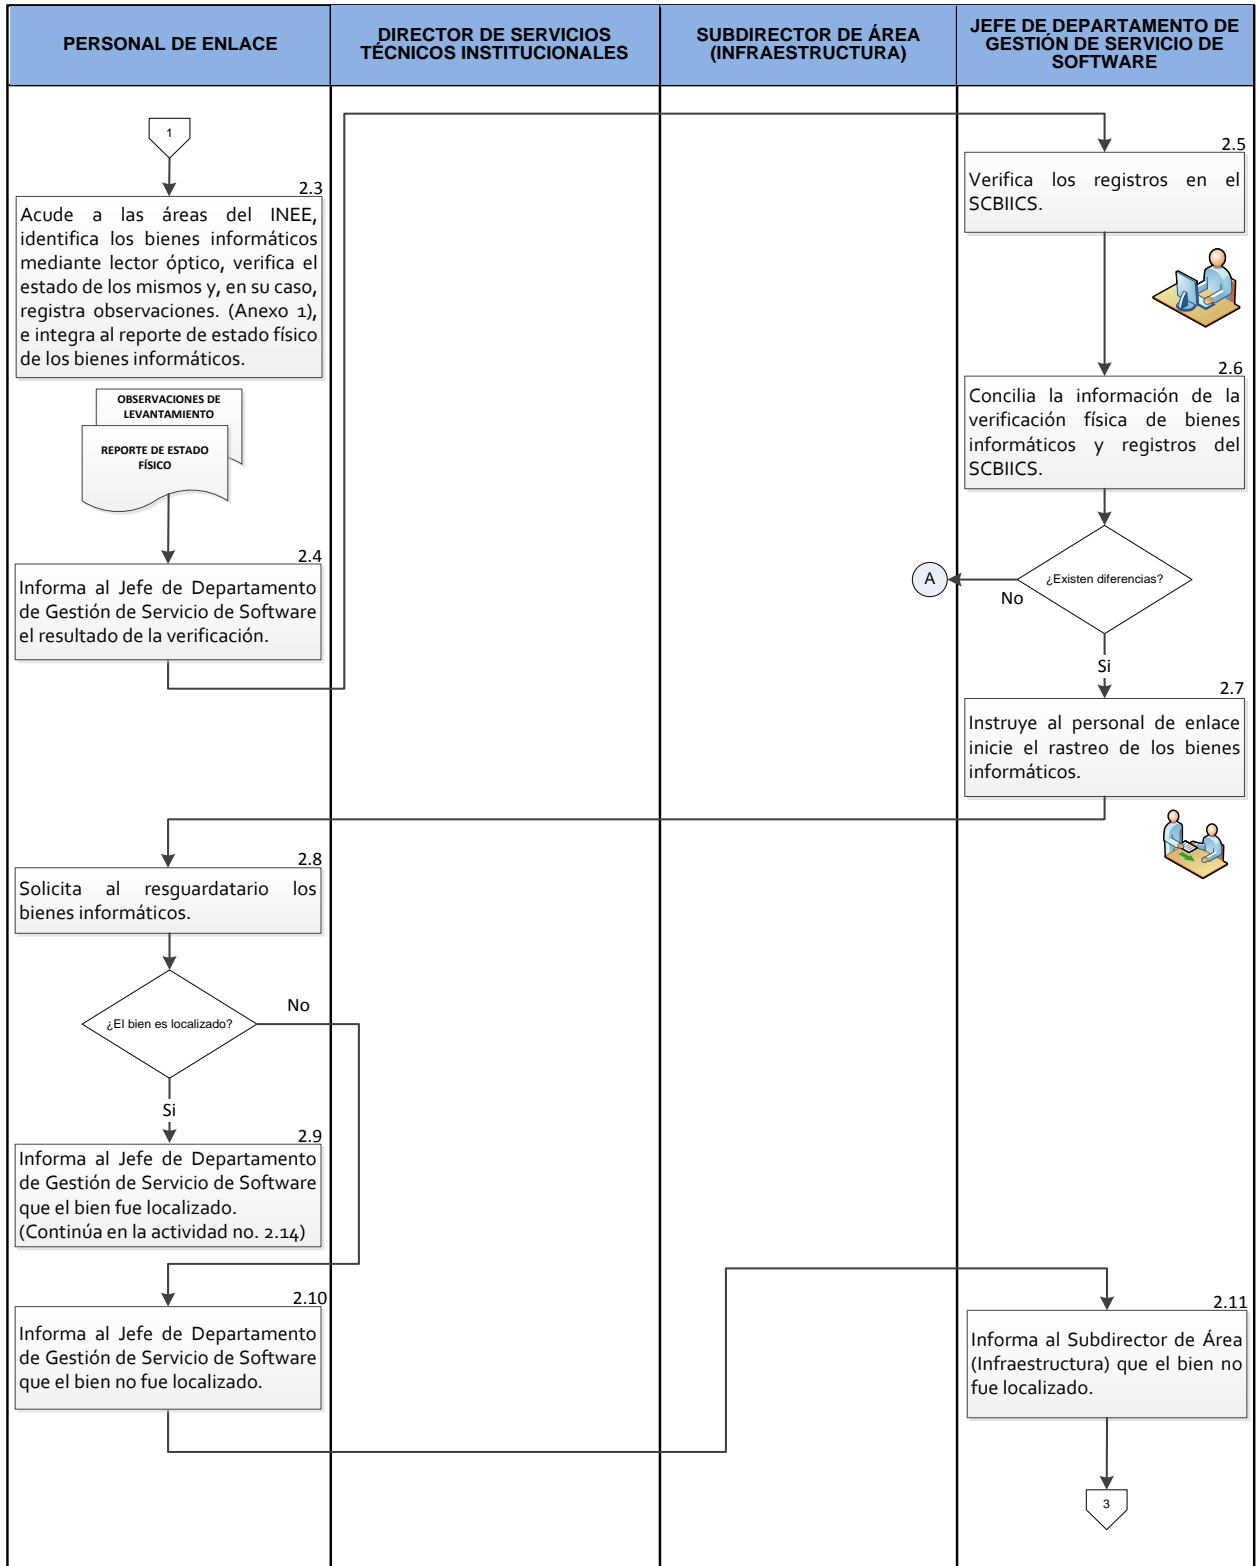 PERSONAL DE ENLACE
DIRECTOR DE SERVICIOS
TÉCNICOS INSTITUCIONALES
SUBDIRECTOR DE ÁREA
(INFRAESTRUCTURA)
JEFE DE DEPARTAMENTO DE
GESTIÓN DE SERVICIO DE
SOFTWARE
1
2.3
Acude a las áreas del INEE,
identifica los bienes informáticos
mediante lector óptico, verifica el
estado de los mismos y, en su caso,
registra observaciones. (Anexo 1),
e integra al reporte de estado físico
de los bienes informáticos.
OBSERVACIONES DE
LEVANTAMIENTO
REPORTE DE ESTADO
FÍSICO
2.4
Informa al Jefe de Departamento
de Gestión de Servicio de Software
el resultado de la verificación.
2.5
Verifica los registros en el
SCBIICS.
2.6
Concilia la información de la
verificación física de bienes
informáticos y registros del
SCBIICS.
¿Existen diferencias?
No
A
Si
2.7
Instruye al personal de enlace
inicie el rastreo de los bienes
informáticos.
2.8
Solicita al resguardatario los
bienes informáticos.
¿El bien es localizado?
No
Si
2.9
Informa al Jefe de Departamento
de Gestión de Servicio de Software
que el bien fue localizado.
(Continúa en la actividad no. 2.14)
2.10
Informa al Jefe de Departamento
de Gestión de Servicio de Software
que el bien no fue localizado.
2.11
Informa al Subdirector de Área
(Infraestructura) que el bien no
fue localizado.
3